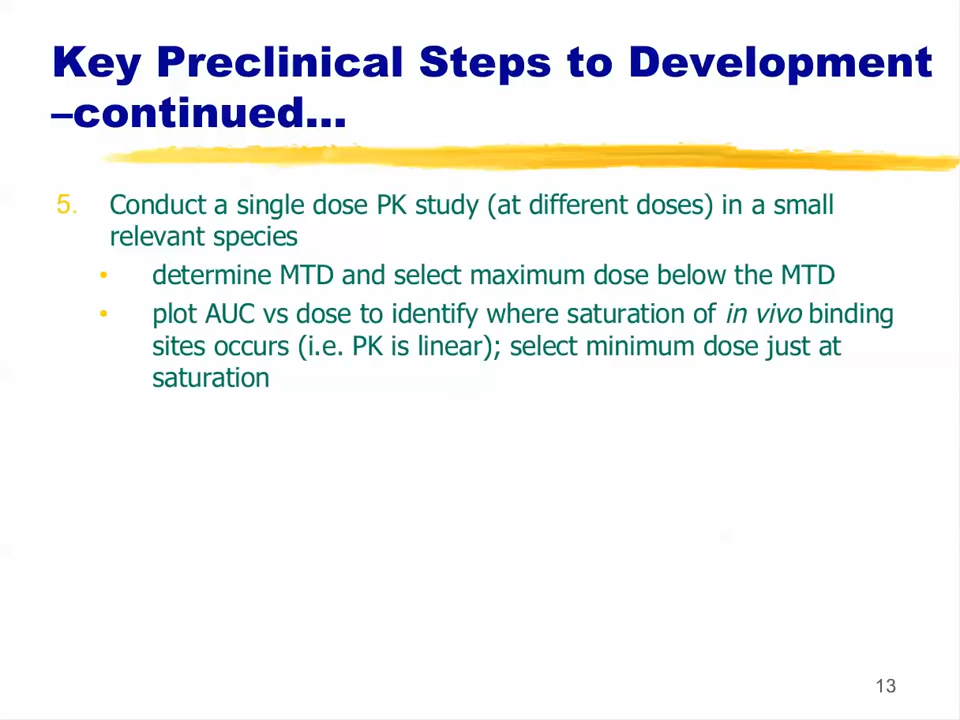 Key Preclinical Steps to Development
–continued…
5. Conduct a single dose PK study (at different doses) in a small
relevant species
• determine MTD and select maximum dose below the MTD
• plot AUC vs dose to identify where saturation of in vivo binding
sites occurs (i.e. PK is linear); select minimum dose just at
saturation
13